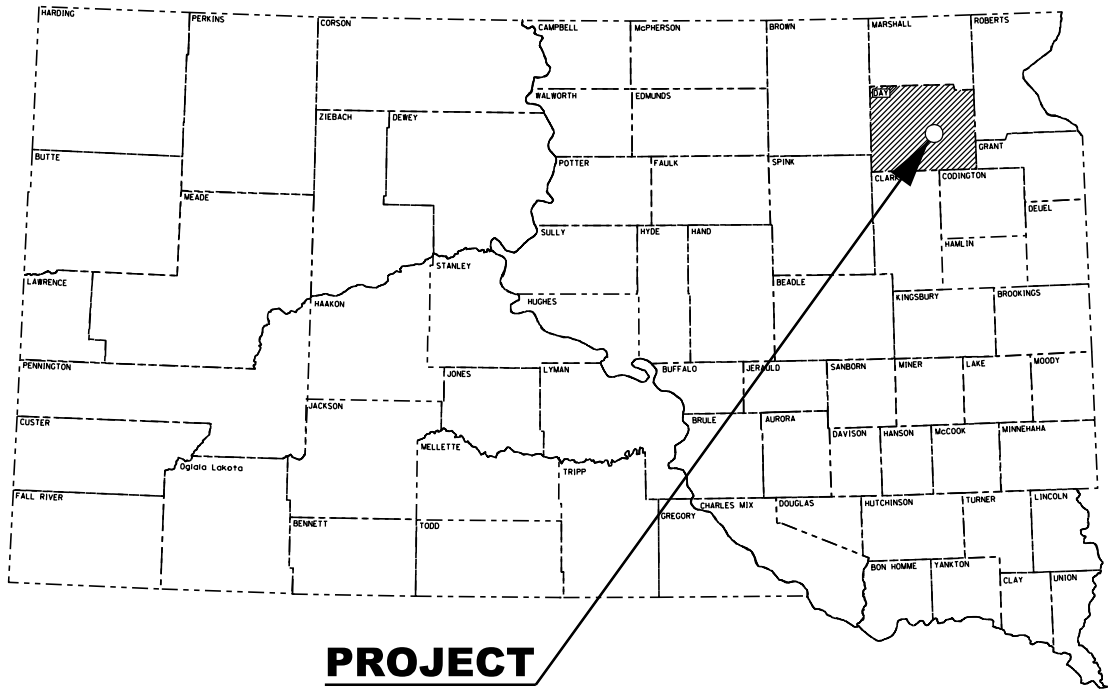 HARDING
PERKINS
CORSON
CAMPBELL
McPHERSON
BROWN
MARSHALL
ROBERTS
WALWORTH
EDMUNDS
DAY
ZIEBACH
DEWEY
GRANT
BUTTE
POTTER
FAULK
SPINK
CLARK
CODINGTON
MEADE
DEUEL
SULLY
HYDE
HAND
HAMLIN
STANLEY
LAWRENCE
HAAKON
HUGHES
BEADLE
KINGSBURY
BROOKINGS
PENNINGTON
JONES
LYMAN
BUFFALO
JERAULD
SANBORN
MINER
LAKE
MOODY
JACKSON
CUSTER
BRULE
AURORA
DAVISON
HANSON
McCOOK
MINNEHAHA
MELLETTE
Oglala Lakota
TRIPP
FALL RIVER
CHARLES MIX
DOUGLAS
HUTCHINSON
TURNER
LINCOLN
GREGORY
BENNETT
TODD
BON HOMME
YANKTON
CLAY
UNION
PROJECT